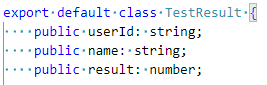 export default class TestResult {
    public userId: string;
    public name: string;
    public result: number;